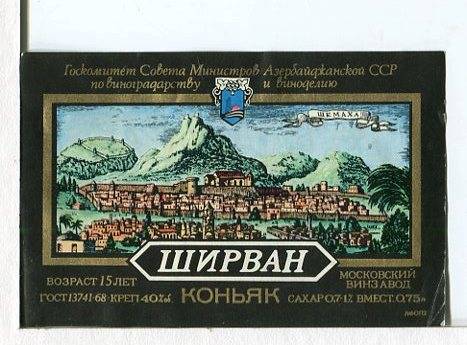 Госкомитет Совета Министров Азербайджанской ССР
по виноградарству и виноделию
ШЕМАХА
ШИРВАН
ВОЗРАСТ 15 ЛЕТ
МОСКОВСКИЙ
ВИНЗАВОД
ГОСТ 13741-68·КРЕП 40%об. КОНЬЯК САХАР 0.7-1% ВМЕСТ. 0,75л